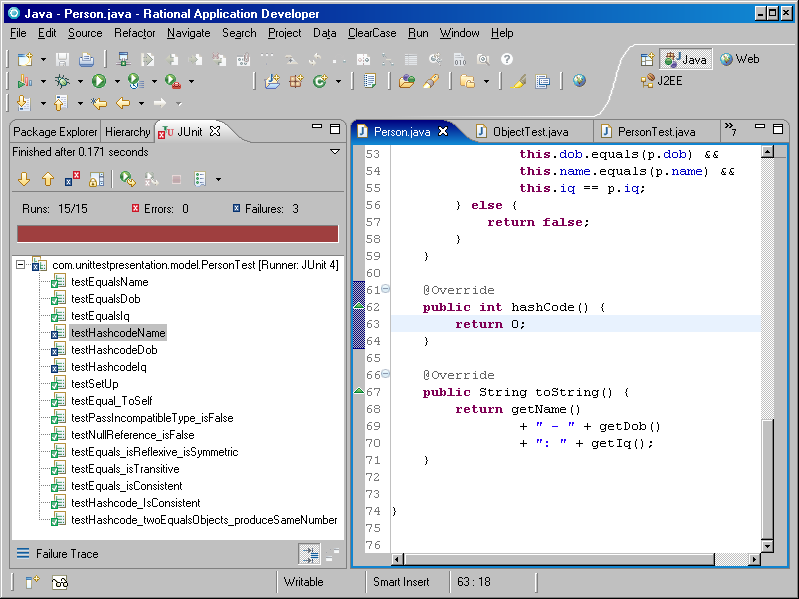 Java - Person.java - Rational Application Developer
File Edit Source Refactor Navigate Search Project Data ClearCase Run Window Help
Java Web
J2EE
Package Explorer Hierarchy JUnit
Finished after 0.171 seconds
Runs: 15/15 Errors: 0 Failures: 3
com.unittestpresentation.model.PersonTest [Runner: JUnit 4]
testEqualsName
testEqualsDob
testEqualsIq
testHashcodeName
testHashcodeDob
testHashcodeIq
testSetUp
testEqual_ToSelf
testPassIncompatibleType_isFalse
testNullReference_isFalse
testEquals_isReflexive_isSymmetric
testEquals_isTransitive
testEquals_isConsistent
testHashcode_IsConsistent
testHashcode_twoEqualsObjects_produceSameNumber
Failure Trace
Person.java ObjectTest.java PersonTest.java »7
53 this.dob.equals(p.dob) &&
54 this.name.equals(p.name) &&
55 this.iq == p.iq;
56 } else {
57 return false;
58 }
59 }
60
61 @Override
62 public int hashCode() {
63 return 0;
64 }
65
66 @Override
67 public String toString() {
68 return getName()
69 + " - " + getDob()
70 + ": " + getIq();
71 }
72
73
74 }
75
76
Writable Smart Insert 63 : 18